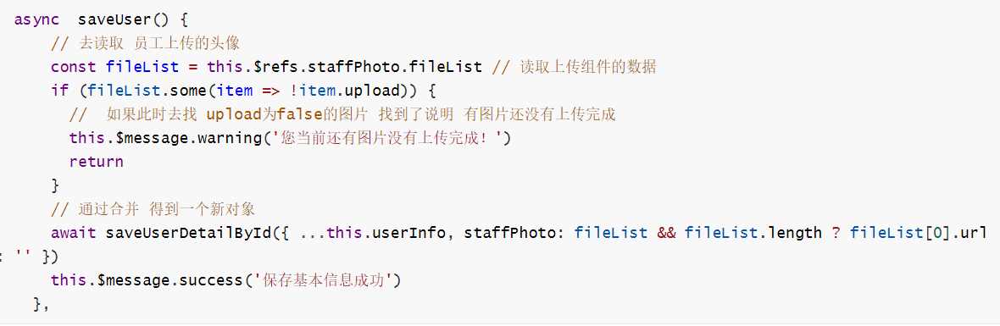 async  saveUser() {
    // 去读取 员工上传的头像
    const fileList = this.$refs.staffPhoto.fileList // 读取上传组件的数据
    if (fileList.some(item => !item.upload)) {
      //  如果此时去找 upload为false的图片 找到了说明 有图片还没有上传完成
      this.$message.warning('您当前还有图片没有上传完成！')
      return
    }
    // 通过合并 得到一个新对象
    await saveUserDetailById({ ...this.userInfo, staffPhoto: fileList && fileList.length ? fileList[0].url
: '' })
    this.$message.success('保存基本信息成功')
  },